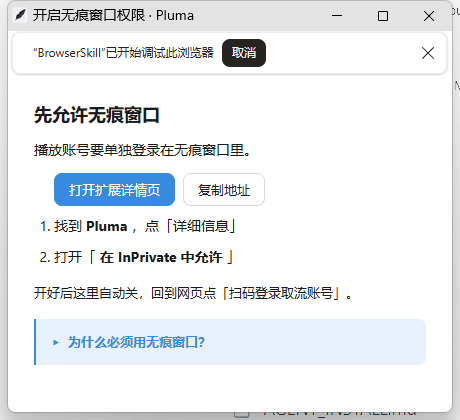 开启无痕窗口权限 · Pluma
“BrowserSkill”已开始调试此浏览器 取消
先允许无痕窗口
播放账号要单独登录在无痕窗口里。
打开扩展详情页 复制地址
1. 找到 Pluma ，点「详细信息」
2. 打开「 在 InPrivate 中允许 」
开好后这里自动关，回到网页点「扫码登录取流账号」。
▸ 为什么必须用无痕窗口？